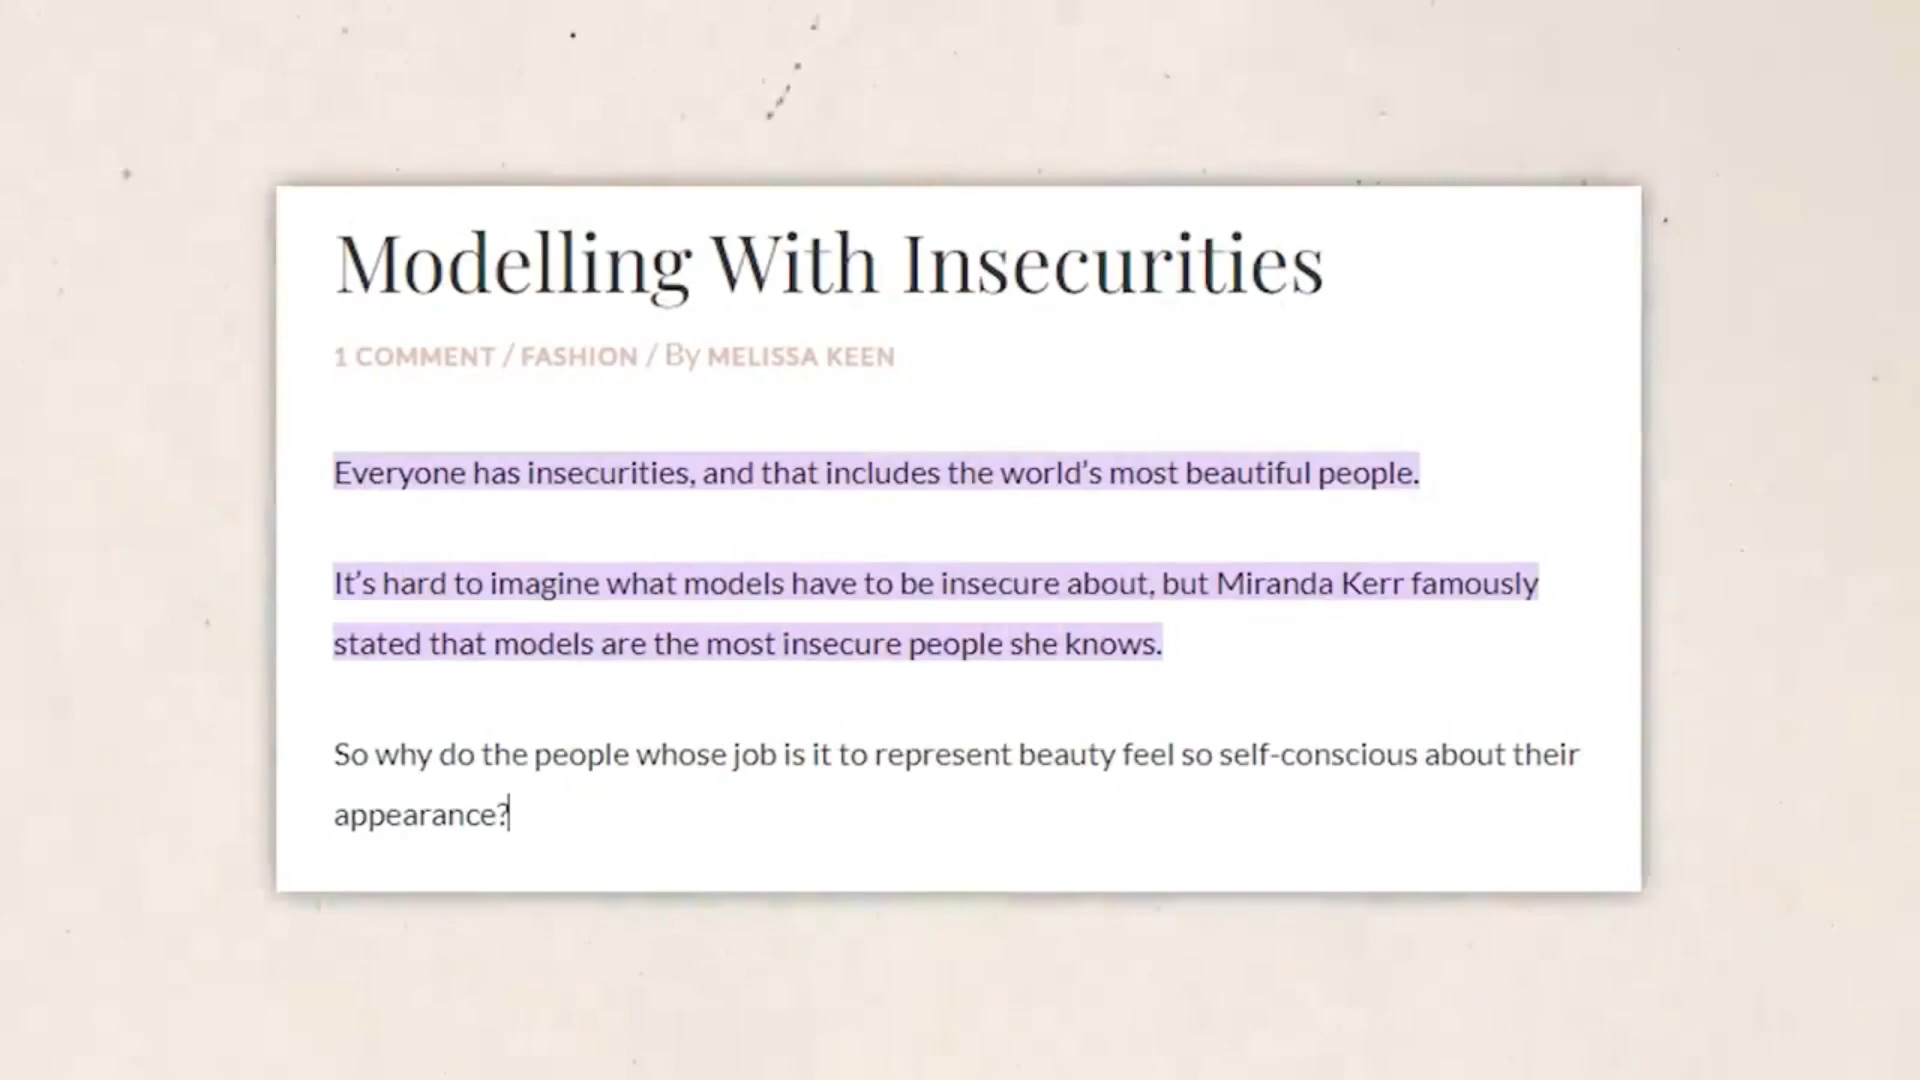 Modelling With Insecurities
1 COMMENT / FASHION / By MELISSA KEEN
Everyone has insecurities, and that includes the world’s most beautiful people.
It’s hard to imagine what models have to be insecure about, but Miranda Kerr famously
stated that models are the most insecure people she knows.
So why do the people whose job is it to represent beauty feel so self-conscious about their
appearance?